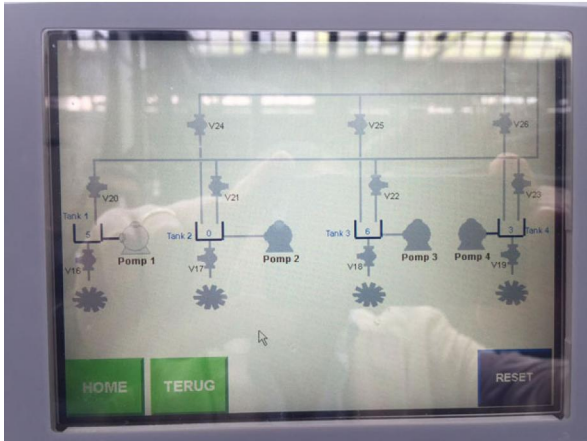 V24
V25
V26
V20
V21
V22
V23
Tank 1
5
Tank 2
0
Tank 3
6
3
Tank 4
Pomp 1
Pomp 2
Pomp 3
Pomp 4
V16
V17
V18
V19
HOME
TERUG
RESET